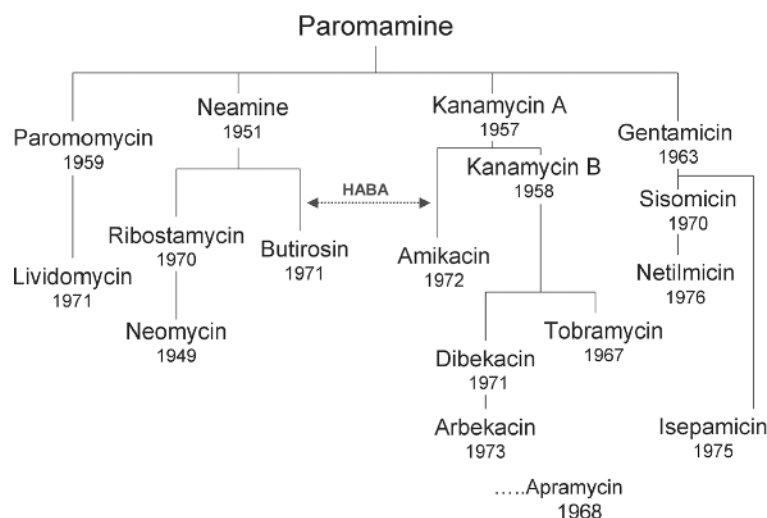 Paromamine
Neamine
1951
Kanamycin A
1957
Paromomycin
1959
Gentamicin
1963
Kanamycin B
1958
HABA
Sisomicin
1970
Ribostamycin
1970
Butirosin
1971
Amikacin
1972
Lividomycin
1971
Netilmicin
1976
Neomycin
1949
Tobramycin
1967
Dibekacin
1971
Arbekacin
1973
Isepamicin
1975
.....Apramycin
1968